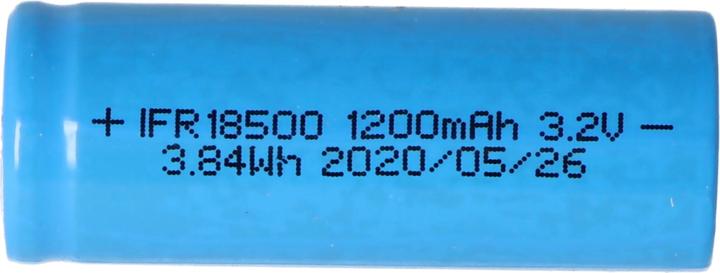 + IFR18500 1200mAh 3.2V −
3.84Wh 2020/05/26